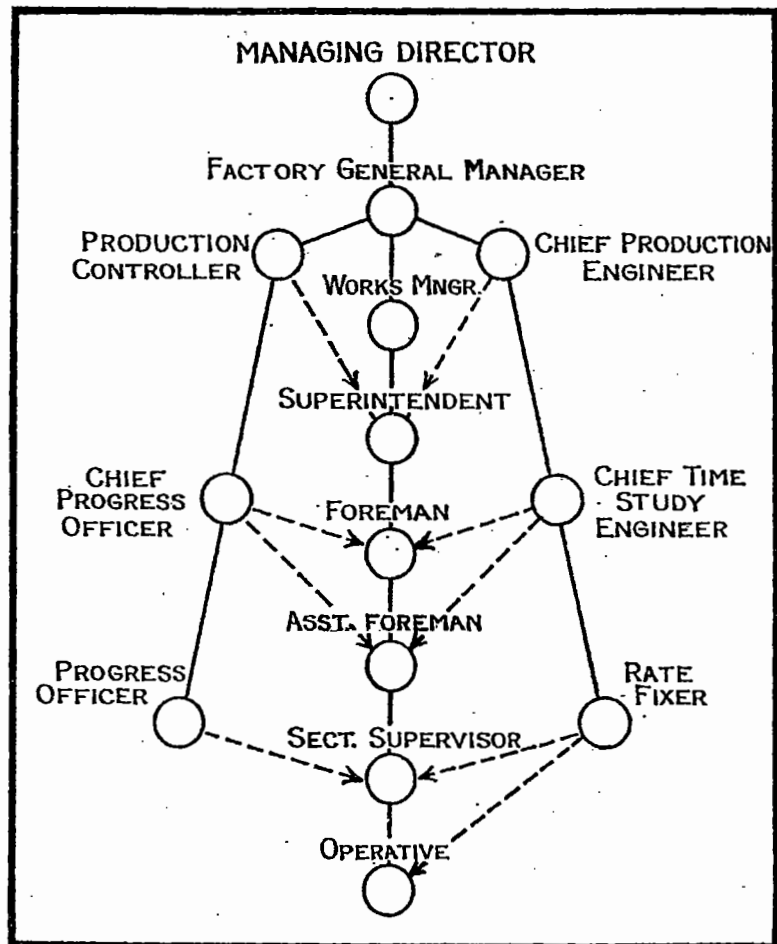 MANAGING DIRECTOR
FACTORY GENERAL MANAGER
PRODUCTION
CONTROLLER
CHIEF PRODUCTION
ENGINEER
WORKS MNGR.
SUPERINTENDENT
CHIEF
PROGRESS
OFFICER
FOREMAN
CHIEF TIME
STUDY
ENGINEER
ASST. FOREMAN
PROGRESS
OFFICER
RATE
FIXER
SECT. SUPERVISOR
OPERATIVE